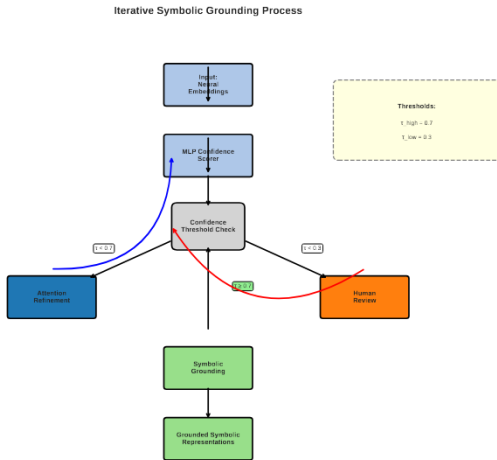 Iterative Symbolic Grounding Process
Input:
Neural
Embeddings
Thresholds:
τ_high = 0.7
τ_low = 0.3
MLP Confidence
Scorer
Confidence
Threshold Check
τ < 0.7
τ < 0.3
τ ≥ 0.7
Attention
Refinement
Human
Review
Symbolic
Grounding
Grounded Symbolic
Representations